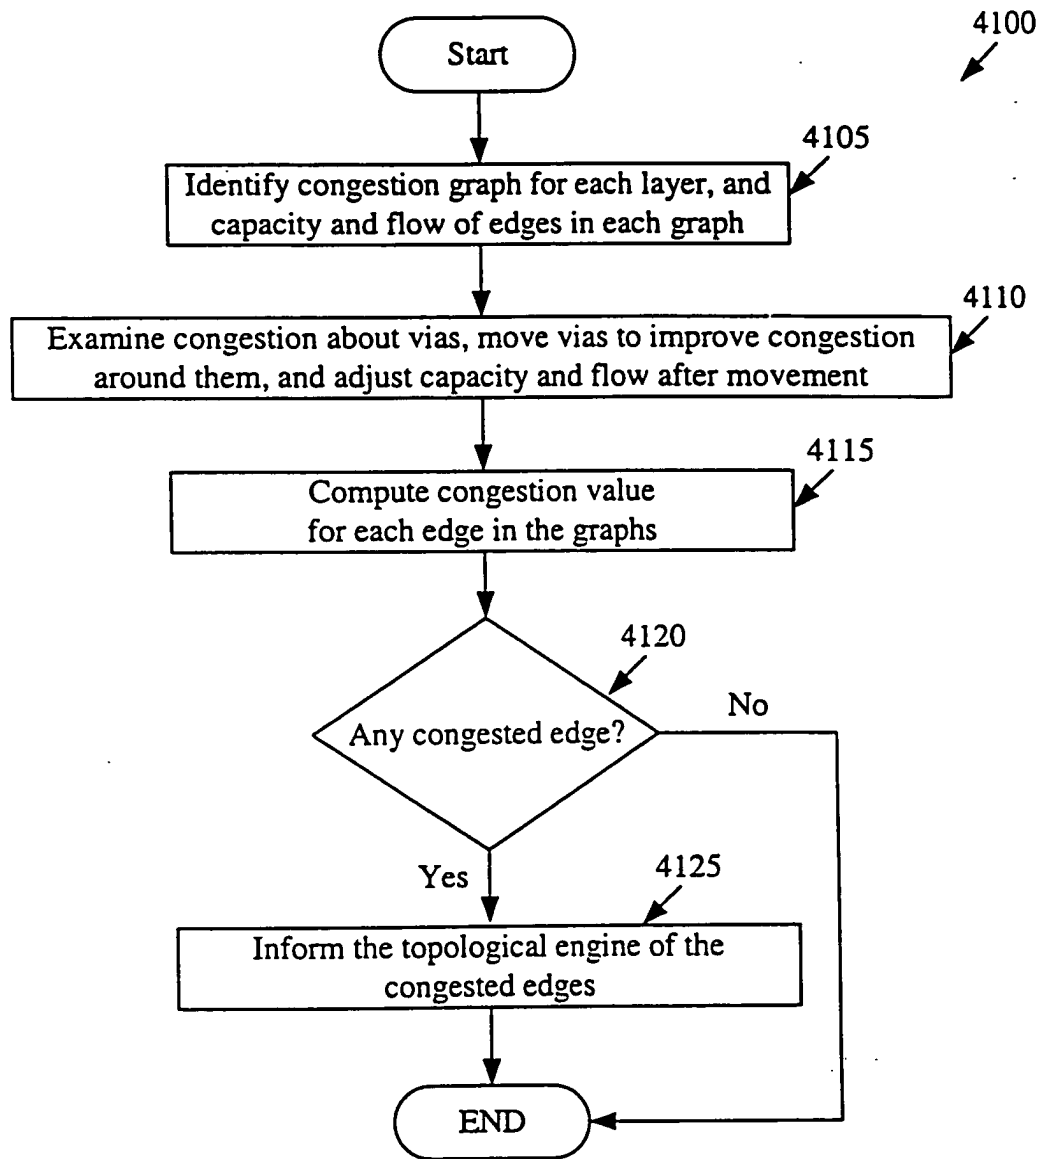 4100
Start
4105
Identify congestion graph for each layer, and
capacity and flow of edges in each graph
4110
Examine congestion about vias, move vias to improve congestion
around them, and adjust capacity and flow after movement
4115
Compute congestion value
for each edge in the graphs
4120
Any congested edge?
No
Yes
4125
Inform the topological engine of the
congested edges
END